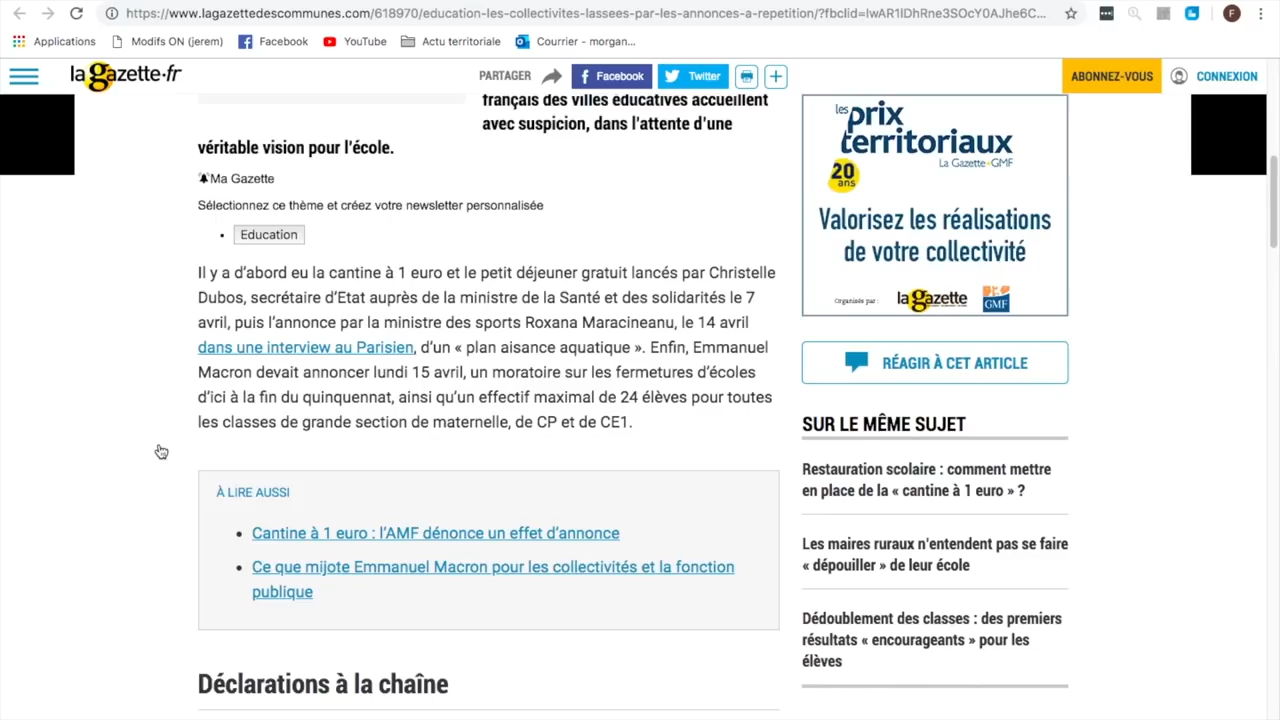 https://www.lagazettedescommunes.com/618970/education-les-collectivites-lassees-par-les-annonces-a-repetition/?fbclid=IwAR1lDhRne3SOcY0AJhe6C...
F
Applications
Modifs ON (jerem)
Facebook
YouTube
Actu territoriale
Courrier - morgan...
la gazette.fr
PARTAGER
Facebook
Twitter
ABONNEZ-VOUS
CONNEXION
français des villes éducatives accueillent
avec suspicion, dans l'attente d'une
véritable vision pour l'école.
Ma Gazette
Sélectionnez ce thème et créez votre newsletter personnalisée
• Education
Il y a d'abord eu la cantine à 1 euro et le petit déjeuner gratuit lancés par Christelle
Dubos, secrétaire d'Etat auprès de la ministre de la Santé et des solidarités le 7
avril, puis l'annonce par la ministre des sports Roxana Maracineanu, le 14 avril
dans une interview au Parisien, d'un « plan aisance aquatique ». Enfin, Emmanuel
Macron devait annoncer lundi 15 avril, un moratoire sur les fermetures d'écoles
d'ici à la fin du quinquennat, ainsi qu'un effectif maximal de 24 élèves pour toutes
les classes de grande section de maternelle, de CP et de CE1.
À LIRE AUSSI
• Cantine à 1 euro : l'AMF dénonce un effet d'annonce
• Ce que mijote Emmanuel Macron pour les collectivités et la fonction
publique
Déclarations à la chaîne
les prix
territoriaux
La Gazette - GMF
20
ans
Valorisez les réalisations
de votre collectivité
Organisés par :
la gazette
GMF
RÉAGIR À CET ARTICLE
SUR LE MÊME SUJET
Restauration scolaire : comment mettre
en place de la « cantine à 1 euro » ?
Les maires ruraux n'entendent pas se faire
« dépouiller » de leur école
Dédoublement des classes : des premiers
résultats « encourageants » pour les
élèves